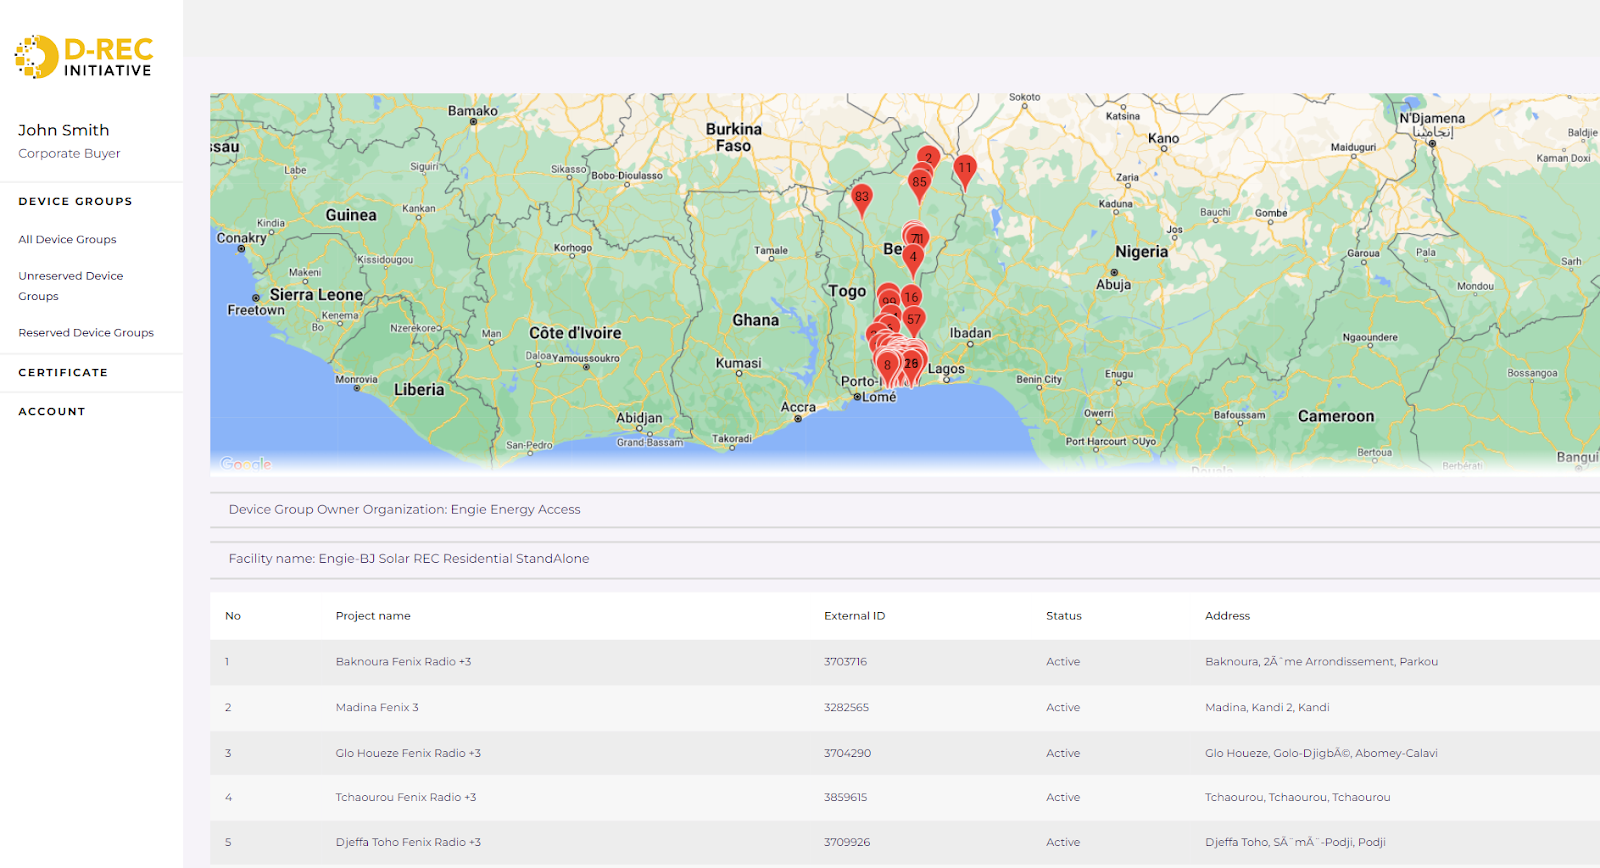 D-REC
INITIATIVE
John Smith
Corporate Buyer
DEVICE GROUPS
All Device Groups
Unreserved Device
Groups
Reserved Device Groups
CERTIFICATE
ACCOUNT
Sokoto
Katsina
N'Djamena
إنجامينا
Bamako
Burkina
Faso
Kano
Baldjie
ssau
Maiduguri
Kaman Doxi
2
11
Labe
Siguiri
Sikasso
Bobo-Dioulasso
Zaria
85
83
Kankan
Kaduna
Guinea
Bauchi
Gombe
Kindia
Conakry
Jos
71
Korhogo
Tamale
Be
4
Nigeria
Garoua
Pala
Kissidougou
Sarh
Makeni
Abuja
Mondou
Sierra Leone
Togo
99
16
Freetown
Kenema
Bo
Nzerekore
Man
Côte d'Ivoire
Ghana
57
Ibadan
Ngaoundere
Daloa
Yamoussoukro
Kumasi
8
26
Lagos
Monrovia
Liberia
Porto-
Lomé
Benin City
Enugu
Bossangoa
Abidjan
Accra
Owerri
Bafoussam
Cameroon
San-Pedro
Grand-Bassam
Takoradi
Port Harcourt
Uyo
Bertoua
Bangui
Google
Douala
Berbérati
Device Group Owner Organization: Engie Energy Access
Facility name: Engie-BJ Solar REC Residential StandAlone
No Project name External ID Status Address
1 Baknoura Fenix Radio +3 3703716 Active Baknoura, 2Ã¨me Arrondissement, Parkou
2 Madina Fenix 3 3282565 Active Madina, Kandi 2, Kandi
3 Glo Houeze Fenix Radio +3 3704290 Active Glo Houeze, Golo-DjigbÃ©, Abomey-Calavi
4 Tchaourou Fenix Radio +3 3859615 Active Tchaourou, Tchaourou, Tchaourou
5 Djeffa Toho Fenix Radio +3 3709926 Active Djeffa Toho, SÃ¨mÃ¨-Podji, Podji